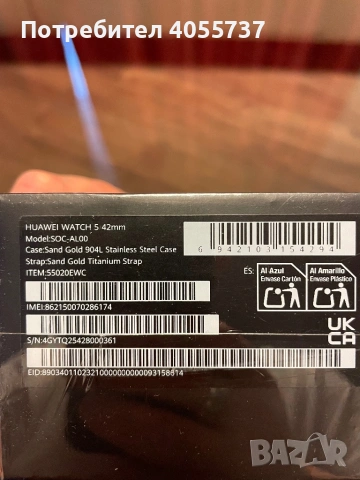 Потребител 4055737
HUAWEI WATCH 5 42mm
Model:SOC-AL00
Case:Sand Gold 904L Stainless Steel Case
Strap:Sand Gold Titanium Strap
ITEM:55020EWC
6 942103 154294
ES:
Al Azul
Envase Cartón
Al Amarillo
Envase Plástico
IMEI:862150070286174
UK
CA
S/N:4GYTQ25428000361
EID:89034011023210000000000093158814
BAZAR
bg